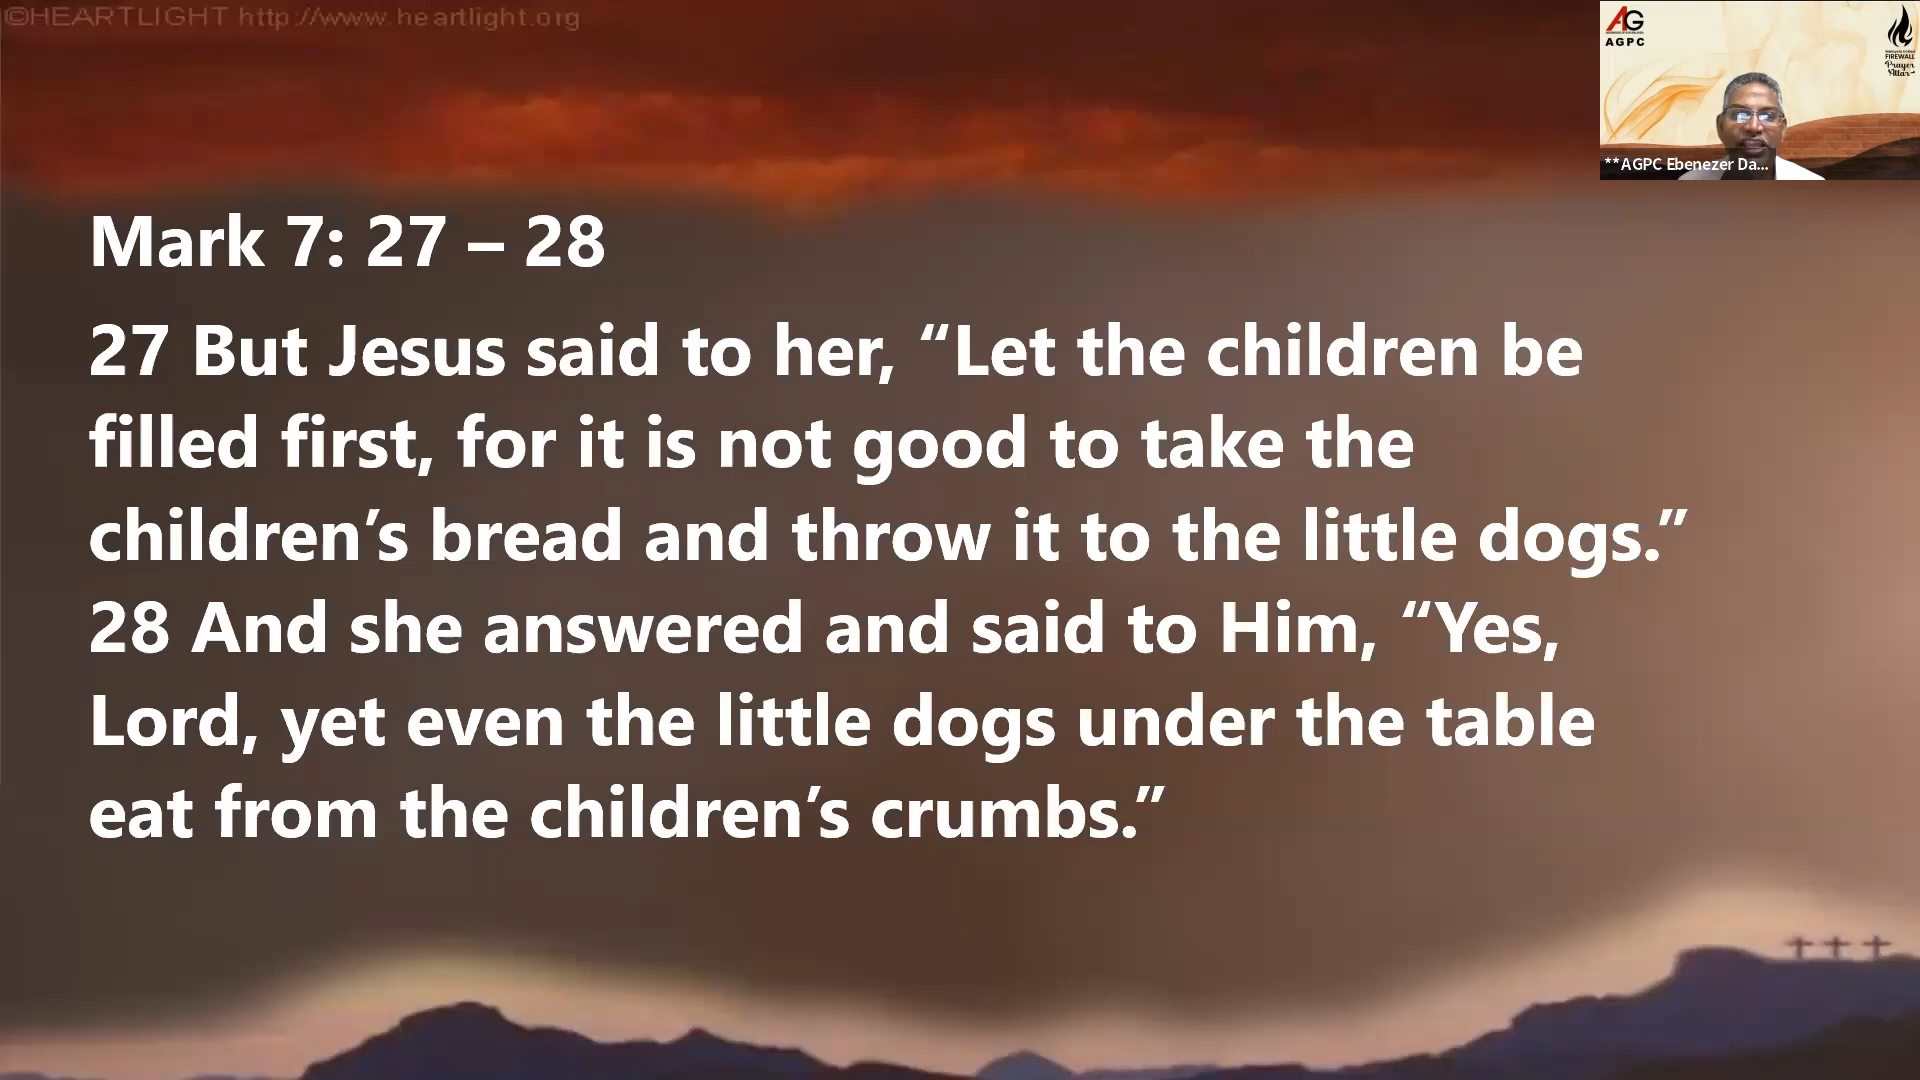 ©HEARTLIGHT http://www.heartlight.org
AG
AGPC
FIREWALL
Prayer
Altar
**AGPC Ebenezer Da...
Mark 7: 27 – 28
27 But Jesus said to her, “Let the children be
filled first, for it is not good to take the
children’s bread and throw it to the little dogs.”
28 And she answered and said to Him, “Yes,
Lord, yet even the little dogs under the table
eat from the children’s crumbs.”